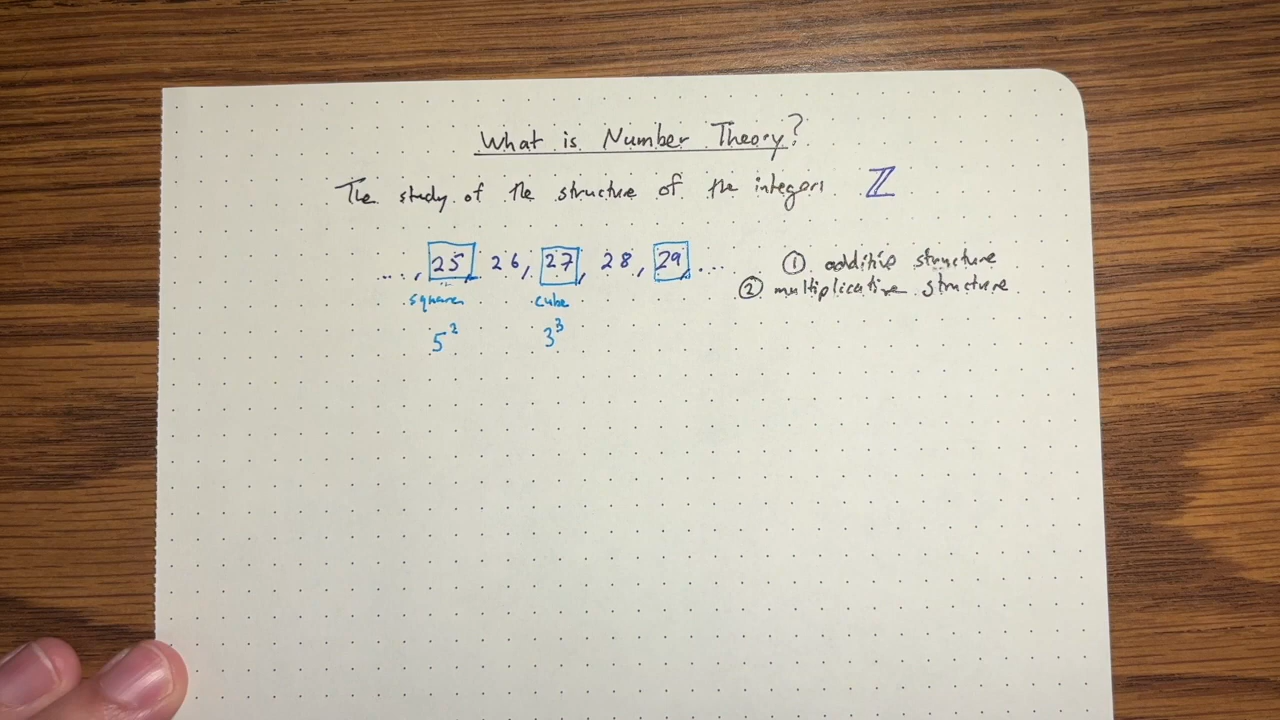 What is Number Theory?
The study of the structure of the integers ℤ
..., 25, 26, 27, 28, 29, ...
square cube
5² 3³
① additive structure
② multiplicative structure